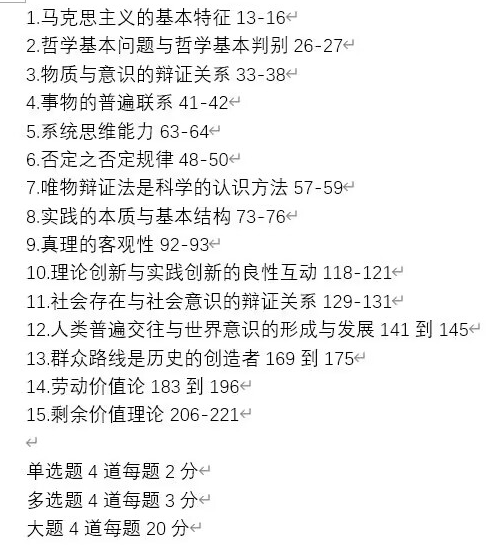 1.马克思主义的基本特征 13-16
2.哲学基本问题与哲学基本判别 26-27
3.物质与意识的辩证关系 33-38
4.事物的普遍联系 41-42
5.系统思维能力 63-64
6.否定之否定规律 48-50
7.唯物辩证法是科学的认识方法 57-59
8.实践的本质与基本结构 73-76
9.真理的客观性 92-93
10.理论创新与实践创新的良性互动 118-121
11.社会存在与社会意识的辩证关系 129-131
12.人类普遍交往与世界意识的形成与发展 141 到 145
13.群众路线是历史的创造者 169 到 175
14.劳动价值论 183 到 196
15.剩余价值理论 206-221
单选题 4 道每题 2 分
多选题 4 道每题 3 分
大题 4 道每题 20 分